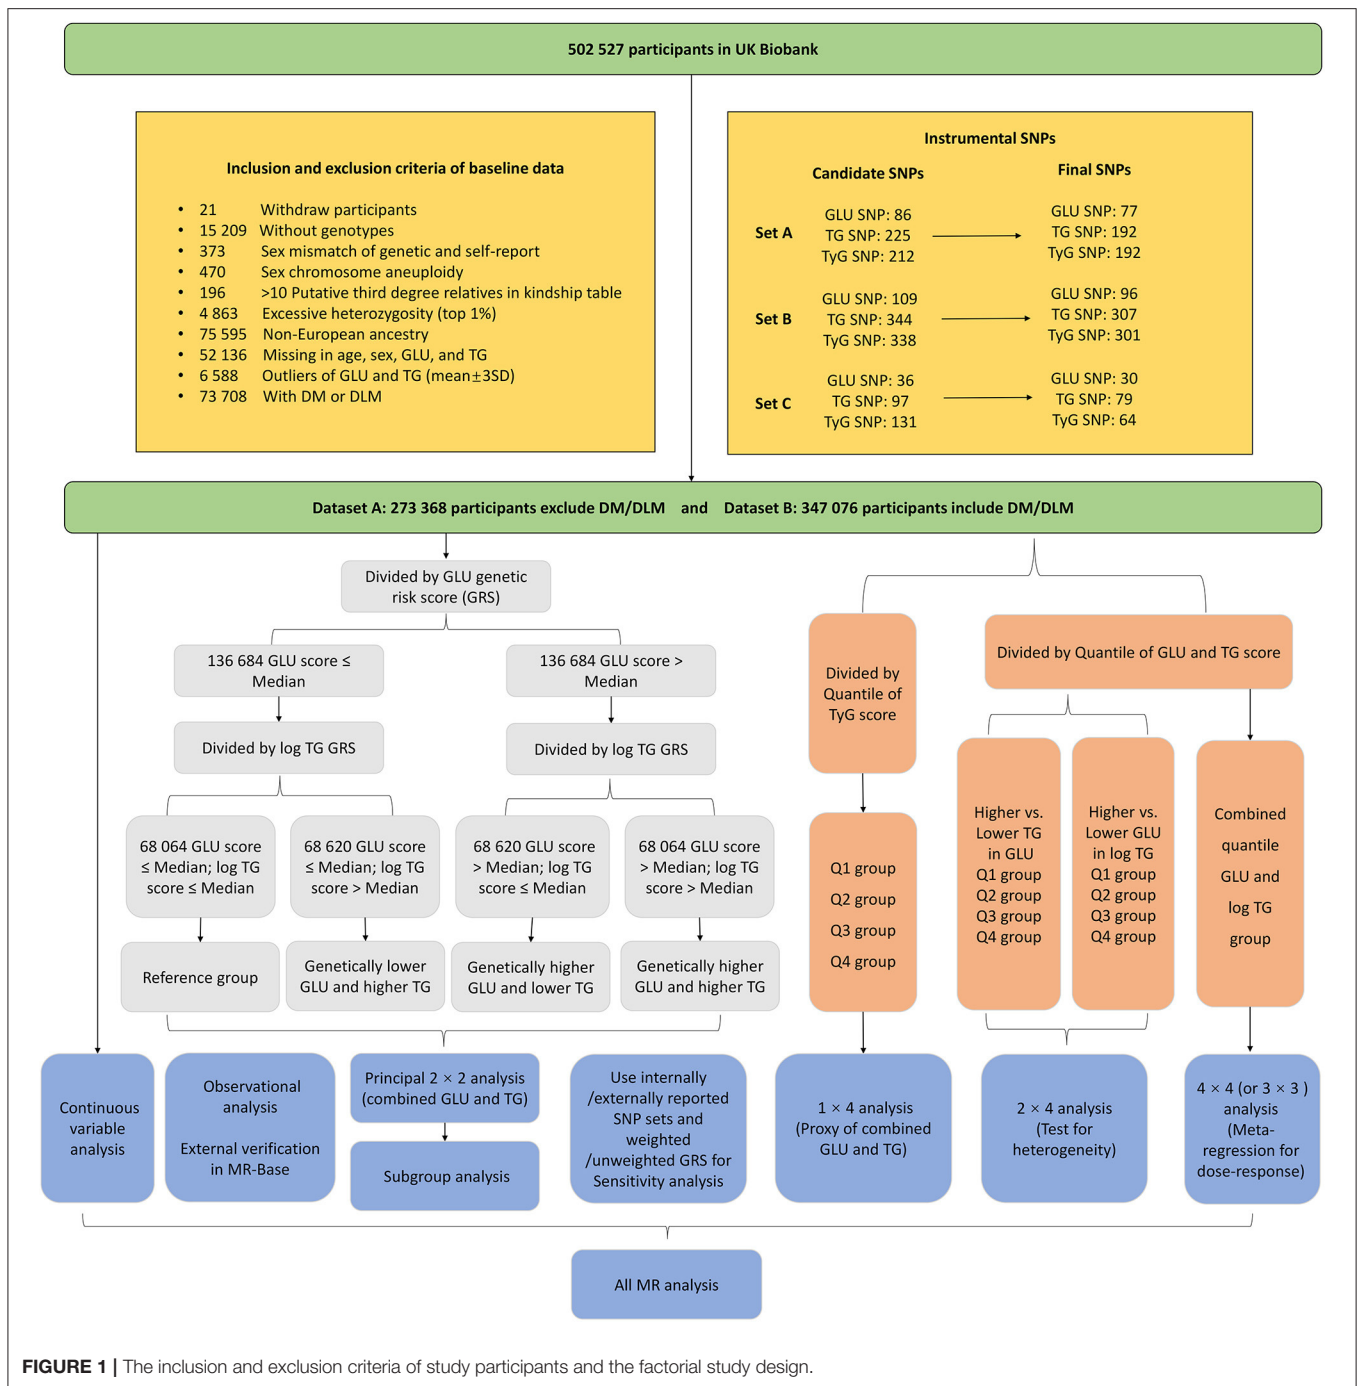 502 527 participants in UK Biobank
Inclusion and exclusion criteria of baseline data
• 21 Withdraw participants
• 15 209 Without genotypes
• 373 Sex mismatch of genetic and self-report
• 470 Sex chromosome aneuploidy
• 196 >10 Putative third degree relatives in kindship table
• 4 863 Excessive heterozygosity (top 1%)
• 75 595 Non-European ancestry
• 52 136 Missing in age, sex, GLU, and TG
• 6 588 Outliers of GLU and TG (mean±3SD)
• 73 708 With DM or DLM
Instrumental SNPs
Candidate SNPs
Final SNPs
Set A
GLU SNP: 86
TG SNP: 225
TyG SNP: 212
GLU SNP: 77
TG SNP: 192
TyG SNP: 192
Set B
GLU SNP: 109
TG SNP: 344
TyG SNP: 338
GLU SNP: 96
TG SNP: 307
TyG SNP: 301
Set C
GLU SNP: 36
TG SNP: 97
TyG SNP: 131
GLU SNP: 30
TG SNP: 79
TyG SNP: 64
Dataset A: 273 368 participants exclude DM/DLM and Dataset B: 347 076 participants include DM/DLM
Divided by GLU genetic
risk score (GRS)
136 684 GLU score ≤
Median
136 684 GLU score >
Median
Divided by log TG GRS
Divided by log TG GRS
68 064 GLU score
≤ Median; log TG
score ≤ Median
68 620 GLU score
≤ Median; log TG
score > Median
68 620 GLU score
> Median; log TG
score ≤ Median
68 064 GLU score
> Median; log TG
score > Median
Reference group
Genetically lower
GLU and higher TG
Genetically higher
GLU and lower TG
Genetically higher
GLU and higher TG
Divided by
Quantile of
TyG score
Q1 group
Q2 group
Q3 group
Q4 group
Divided by Quantile of GLU and TG score
Higher vs.
Lower TG
in GLU
Q1 group
Q2 group
Q3 group
Q4 group
Higher vs.
Lower GLU
in log TG
Q1 group
Q2 group
Q3 group
Q4 group
Combined
quantile
GLU and
log TG
group
Continuous
variable
analysis
Observational
analysis
External verification
in MR-Base
Principal 2 × 2 analysis
(combined GLU and TG)
Subgroup analysis
Use internally
/externally reported
SNP sets and
weighted
/unweighted GRS for
Sensitivity analysis
1 × 4 analysis
(Proxy of combined
GLU and TG)
2 × 4 analysis
(Test for
heterogeneity)
4 × 4 (or 3 × 3 )
analysis
(Meta-
regression for
dose-response)
All MR analysis
FIGURE 1 | The inclusion and exclusion criteria of study participants and the factorial study design.